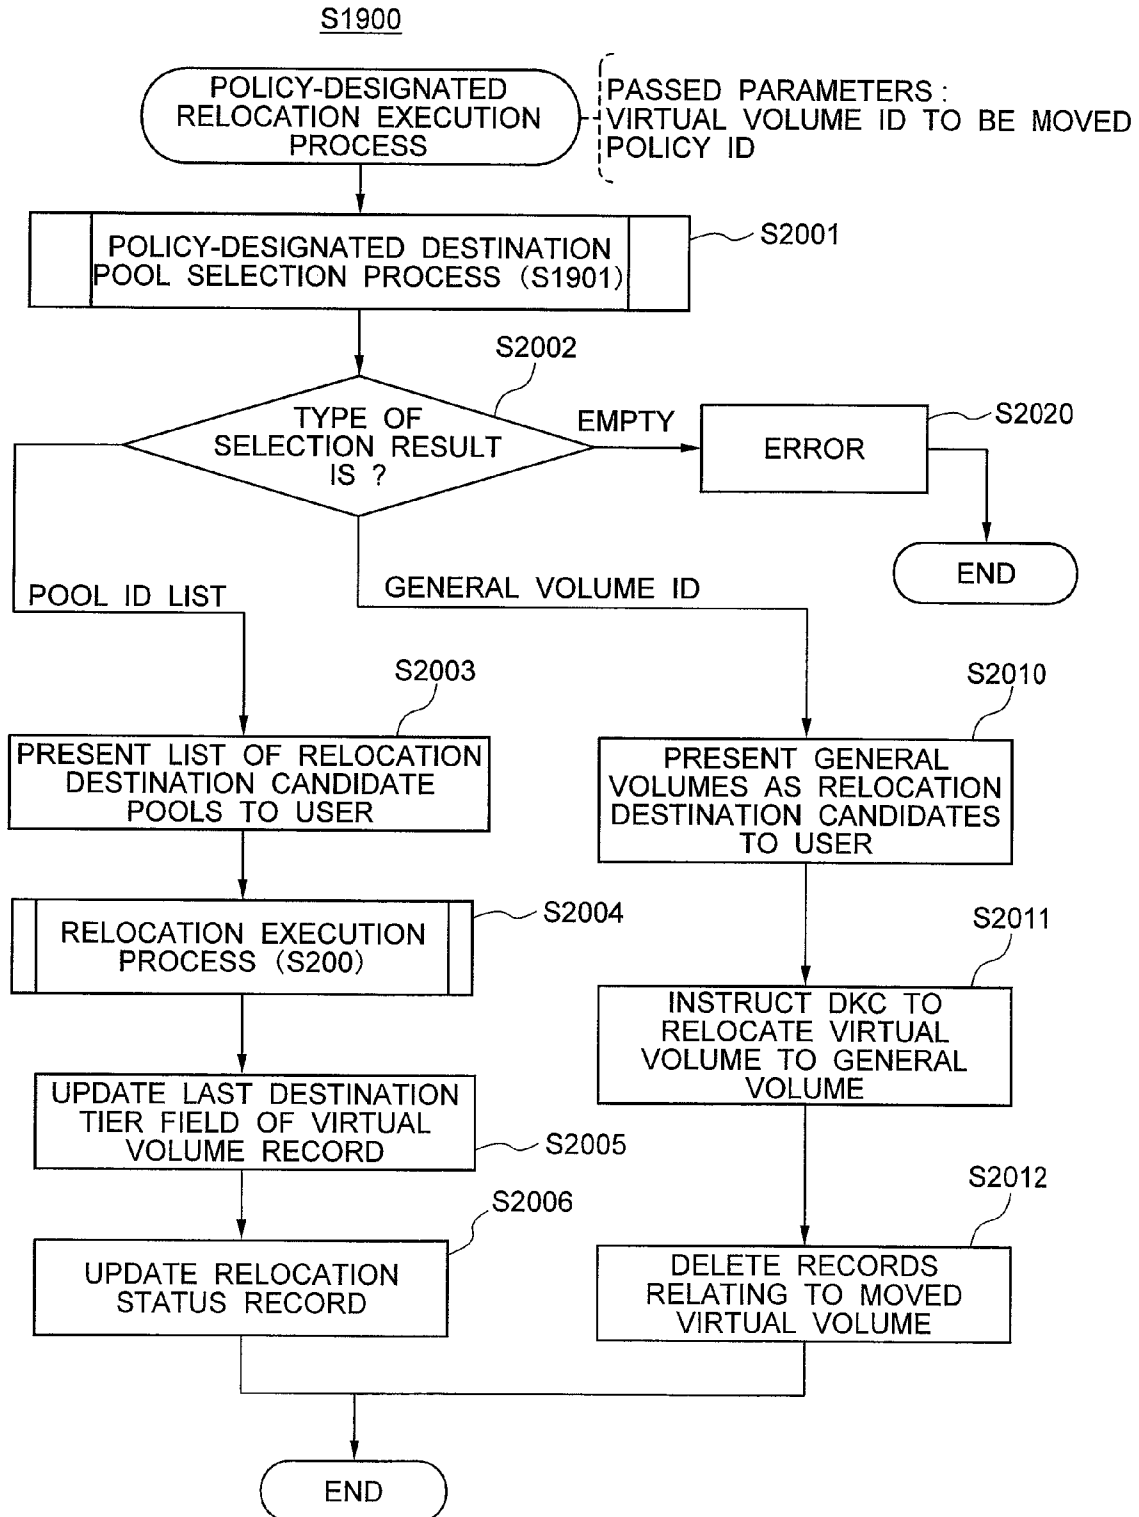 S1900
POLICY-DESIGNATED
RELOCATION EXECUTION
PROCESS
PASSED PARAMETERS :
VIRTUAL VOLUME ID TO BE MOVED
POLICY ID
POLICY-DESIGNATED DESTINATION
POOL SELECTION PROCESS (S1901)
S2001
S2002
TYPE OF
SELECTION RESULT
IS ?
EMPTY
ERROR
S2020
END
POOL ID LIST
GENERAL VOLUME ID
S2003
PRESENT LIST OF RELOCATION
DESTINATION CANDIDATE
POOLS TO USER
S2010
PRESENT GENERAL
VOLUMES AS RELOCATION
DESTINATION CANDIDATES
TO USER
RELOCATION EXECUTION
PROCESS (S200)
S2004
S2011
INSTRUCT DKC TO
RELOCATE VIRTUAL
VOLUME TO GENERAL
VOLUME
UPDATE LAST DESTINATION
TIER FIELD OF VIRTUAL
VOLUME RECORD
S2005
S2006
UPDATE RELOCATION
STATUS RECORD
S2012
DELETE RECORDS
RELATING TO MOVED
VIRTUAL VOLUME
END